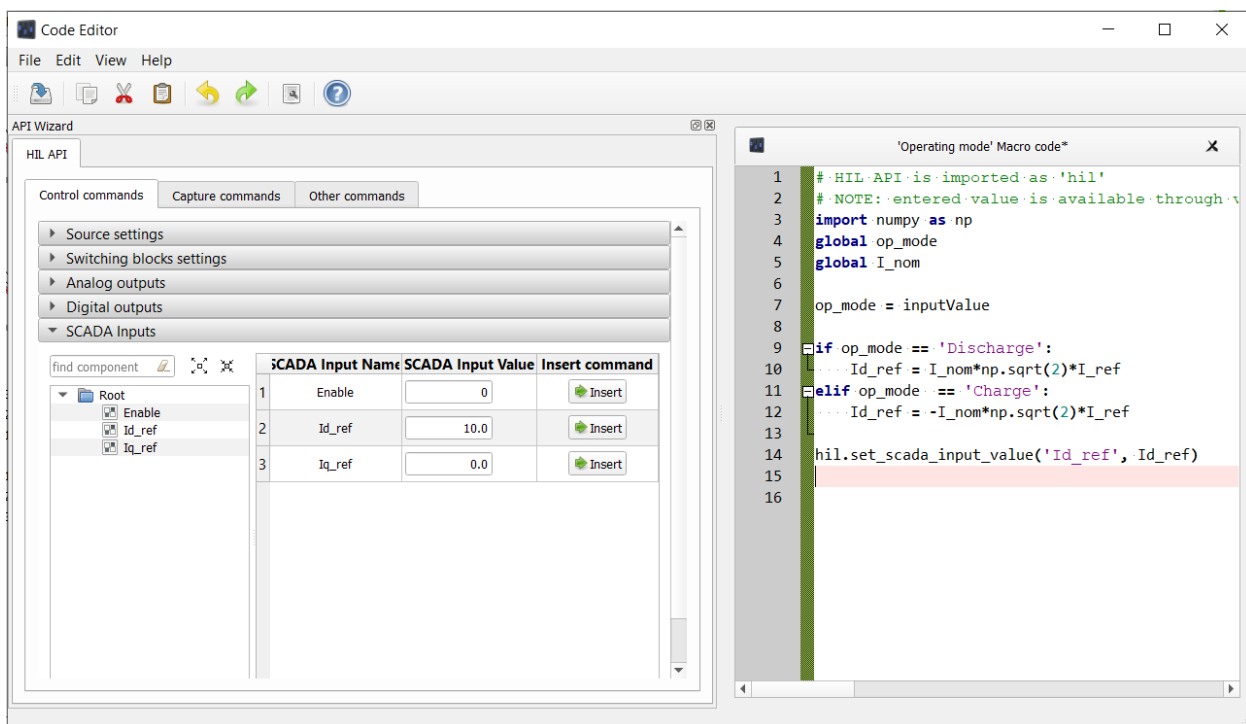 Code Editor
File Edit View Help
API Wizard
HIL API
Control commands Capture commands Other commands
Source settings
Switching blocks settings
Analog outputs
Digital outputs
SCADA Inputs
find component
Root
Enable
Id_ref
Iq_ref
SCADA Input Name SCADA Input Value Insert command
1 Enable 0 Insert
2 Id_ref 10.0 Insert
3 Iq_ref 0.0 Insert
'Operating mode' Macro code*
1 # HIL API is imported as 'hil'
2 # NOTE: entered value is available through
3 import numpy as np
4 global op_mode
5 global I_nom
6
7 op_mode = inputValue
8
9 if op_mode == 'Discharge':
10 Id_ref = I_nom*np.sqrt(2)*I_ref
11 elif op_mode == 'Charge':
12 Id_ref = -I_nom*np.sqrt(2)*I_ref
13
14 hil.set_scada_input_value('Id_ref', Id_ref)
15
16